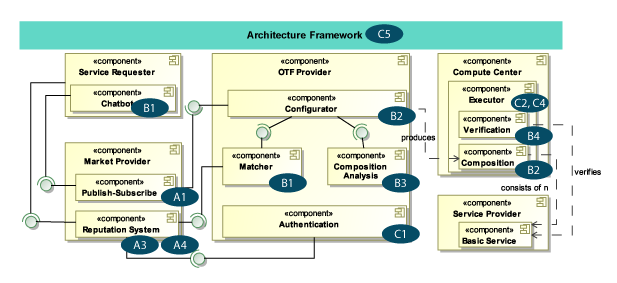 Architecture Framework C5
«component»
Service Requester
«component»
Chatbot
B1
«component»
Market Provider
«component»
Publish-Subscribe
A1
«component»
Reputation System
A3 A4
«component»
OTF Provider
«component»
Configurator
B2
«component»
Matcher
B1
«component»
Composition
Analysis
B3
«component»
Authentication
C1
produces
«component»
Compute Center
«component»
Executor
C2, C4
«component»
Verification
B4
«component»
Composition
B2
consists of n
verifies
«component»
Service Provider
«component»
Basic Service